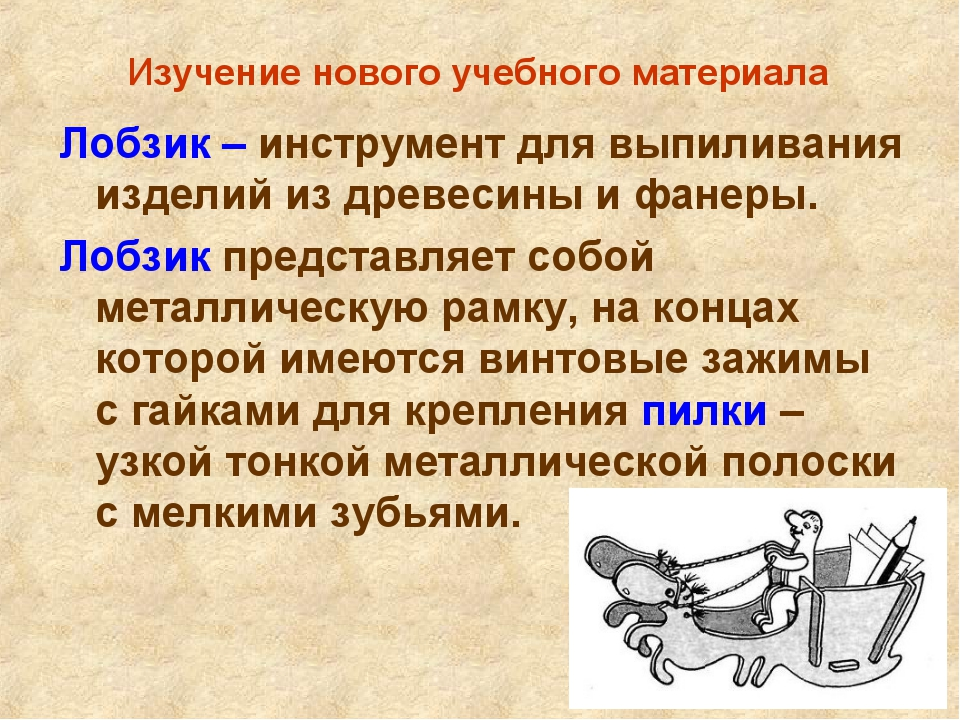 Изучение нового учебного материала
Лобзик – инструмент для выпиливания
изделий из древесины и фанеры.
Лобзик представляет собой
металлическую рамку, на концах
которой имеются винтовые зажимы
с гайками для крепления пилки –
узкой тонкой металлической полоски
с мелкими зубьями.